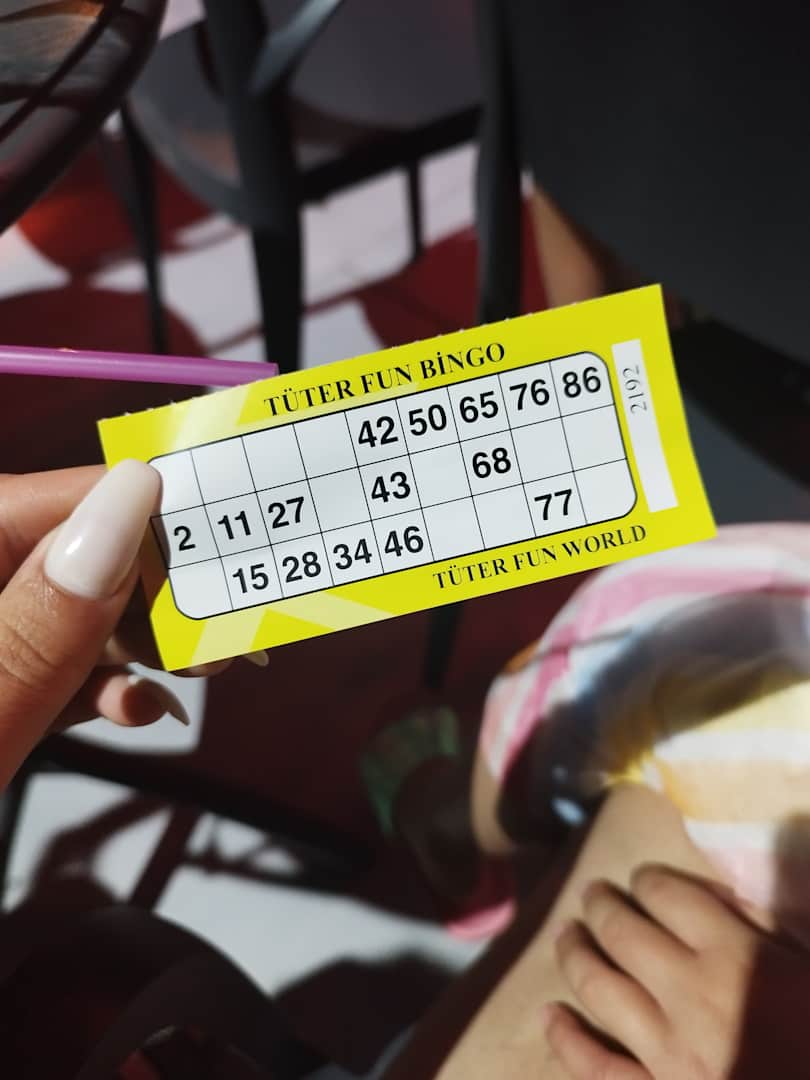 TÜTER FUN BİNGO
42 50 65 76 86
2 11 27 43 68
15 28 34 46 77
TÜTER FUN WORLD
2192